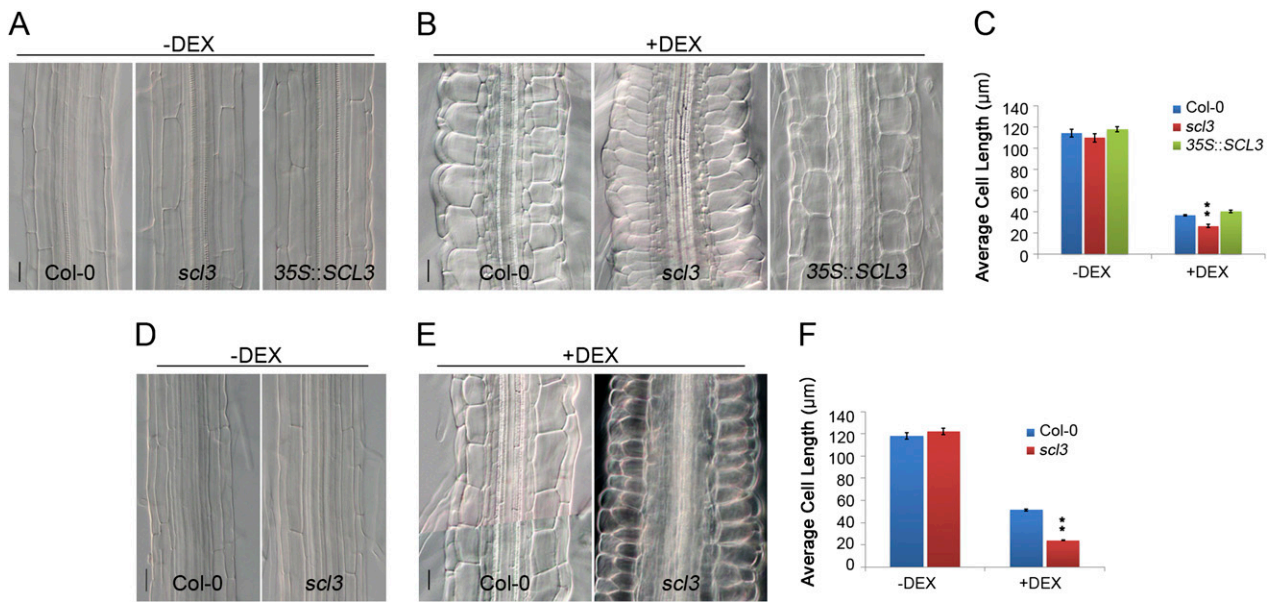 A
-DEX
Col-0
scl3
35S::SCL3
B
+DEX
Col-0
scl3
35S::SCL3
C
Average Cell Length (µm)
140
120
100
80
60
40
20
0
**
-DEX
+DEX
Col-0
scl3
35S::SCL3
D
-DEX
Col-0
scl3
E
+DEX
Col-0
scl3
F
Average Cell Length (µm)
140
120
100
80
60
40
20
0
**
-DEX
+DEX
Col-0
scl3